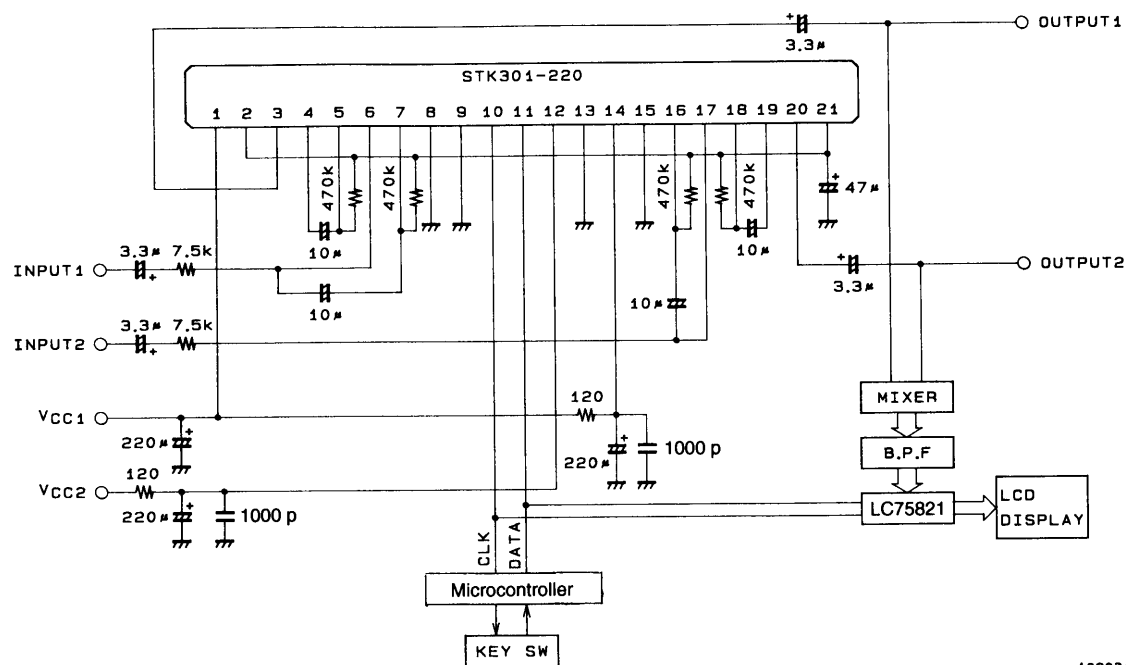 OUTPUT1
+
3.3µ
STK301-220
1 2 3 4 5 6 7 8 9 10 11 12 13 14 15 16 17 18 19 20 21
470k
470k
470k
470k
+
47µ
10µ
10µ
3.3µ
7.5k
+
INPUT1
10µ
+
3.3µ
OUTPUT2
10µ
3.3µ
7.5k
+
INPUT2
VCC1
120
MIXER
+
220µ
+
220µ
1000 p
B.P.F
120
VCC2
+
220µ
1000 p
LC75821
LCD
DISPLAY
CLK
DATA
Microcontroller
KEY SW